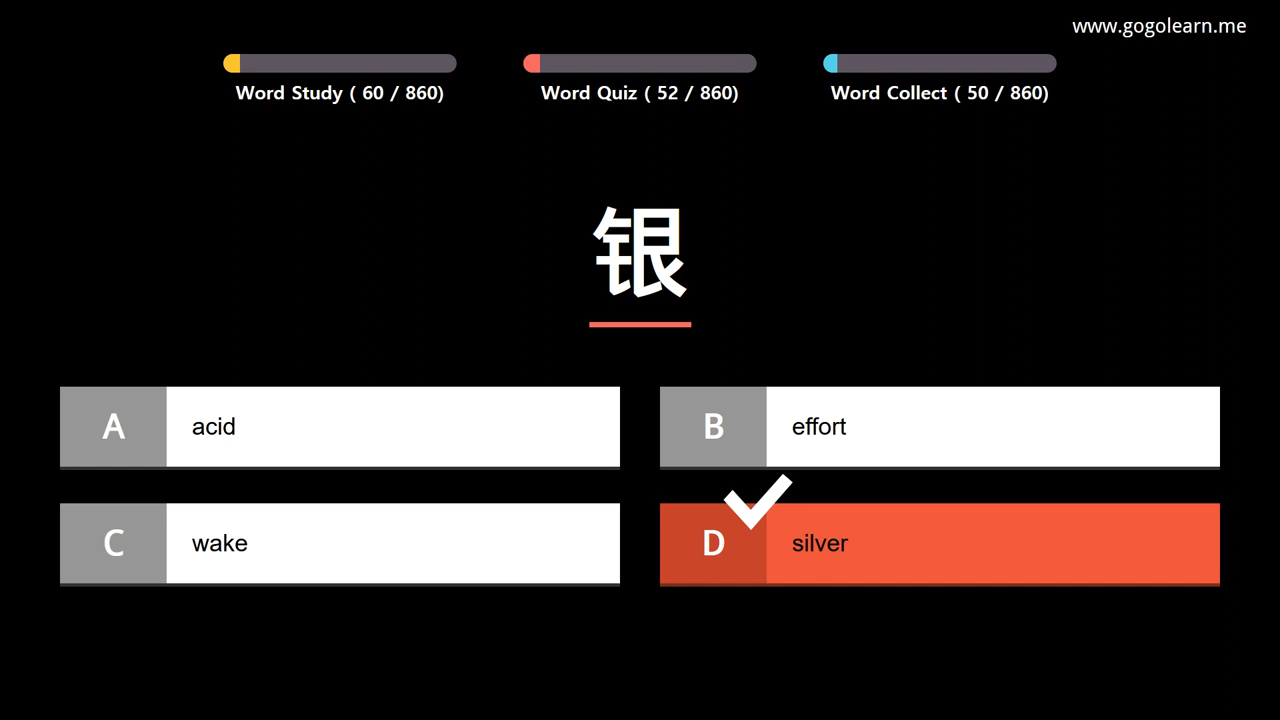 www.gogolearn.me
Word Study ( 60 / 860)
Word Quiz ( 52 / 860)
Word Collect ( 50 / 860)
银
A acid
B effort
C wake
D silver